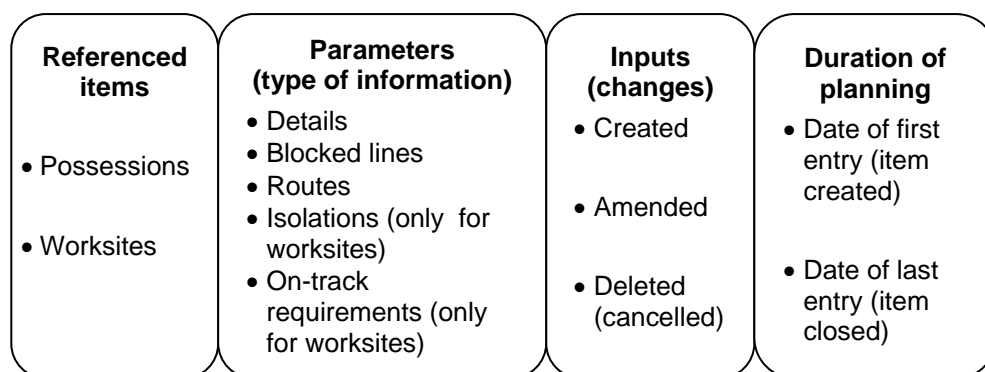 Referenced
items
• Possessions
• Worksites
Parameters
(type of information)
• Details
• Blocked lines
• Routes
• Isolations (only for
worksites)
• On-track
requirements (only
for worksites)
Inputs
(changes)
• Created
• Amended
• Deleted
(cancelled)
Duration of
planning
• Date of first
entry (item
created)
• Date of last
entry (item
closed)